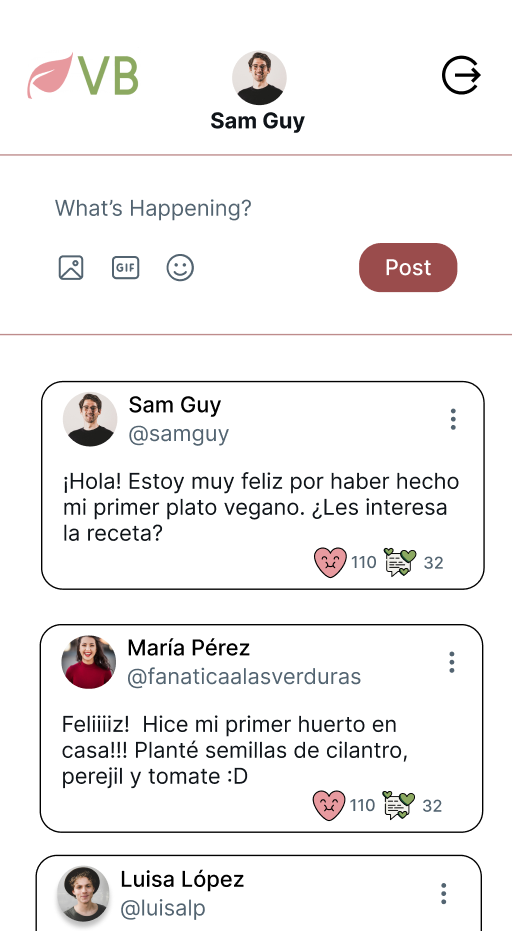 VB
Sam Guy
What’s Happening?
GIF
Post
Sam Guy
@samguy
¡Hola! Estoy muy feliz por haber hecho
mi primer plato vegano. ¿Les interesa
la receta?
110 32
María Pérez
@fanaticaalasverduras
Feliiiiz!  Hice mi primer huerto en
casa!!! Planté semillas de cilantro,
perejil y tomate :D
110 32
Luisa López
@luisalp